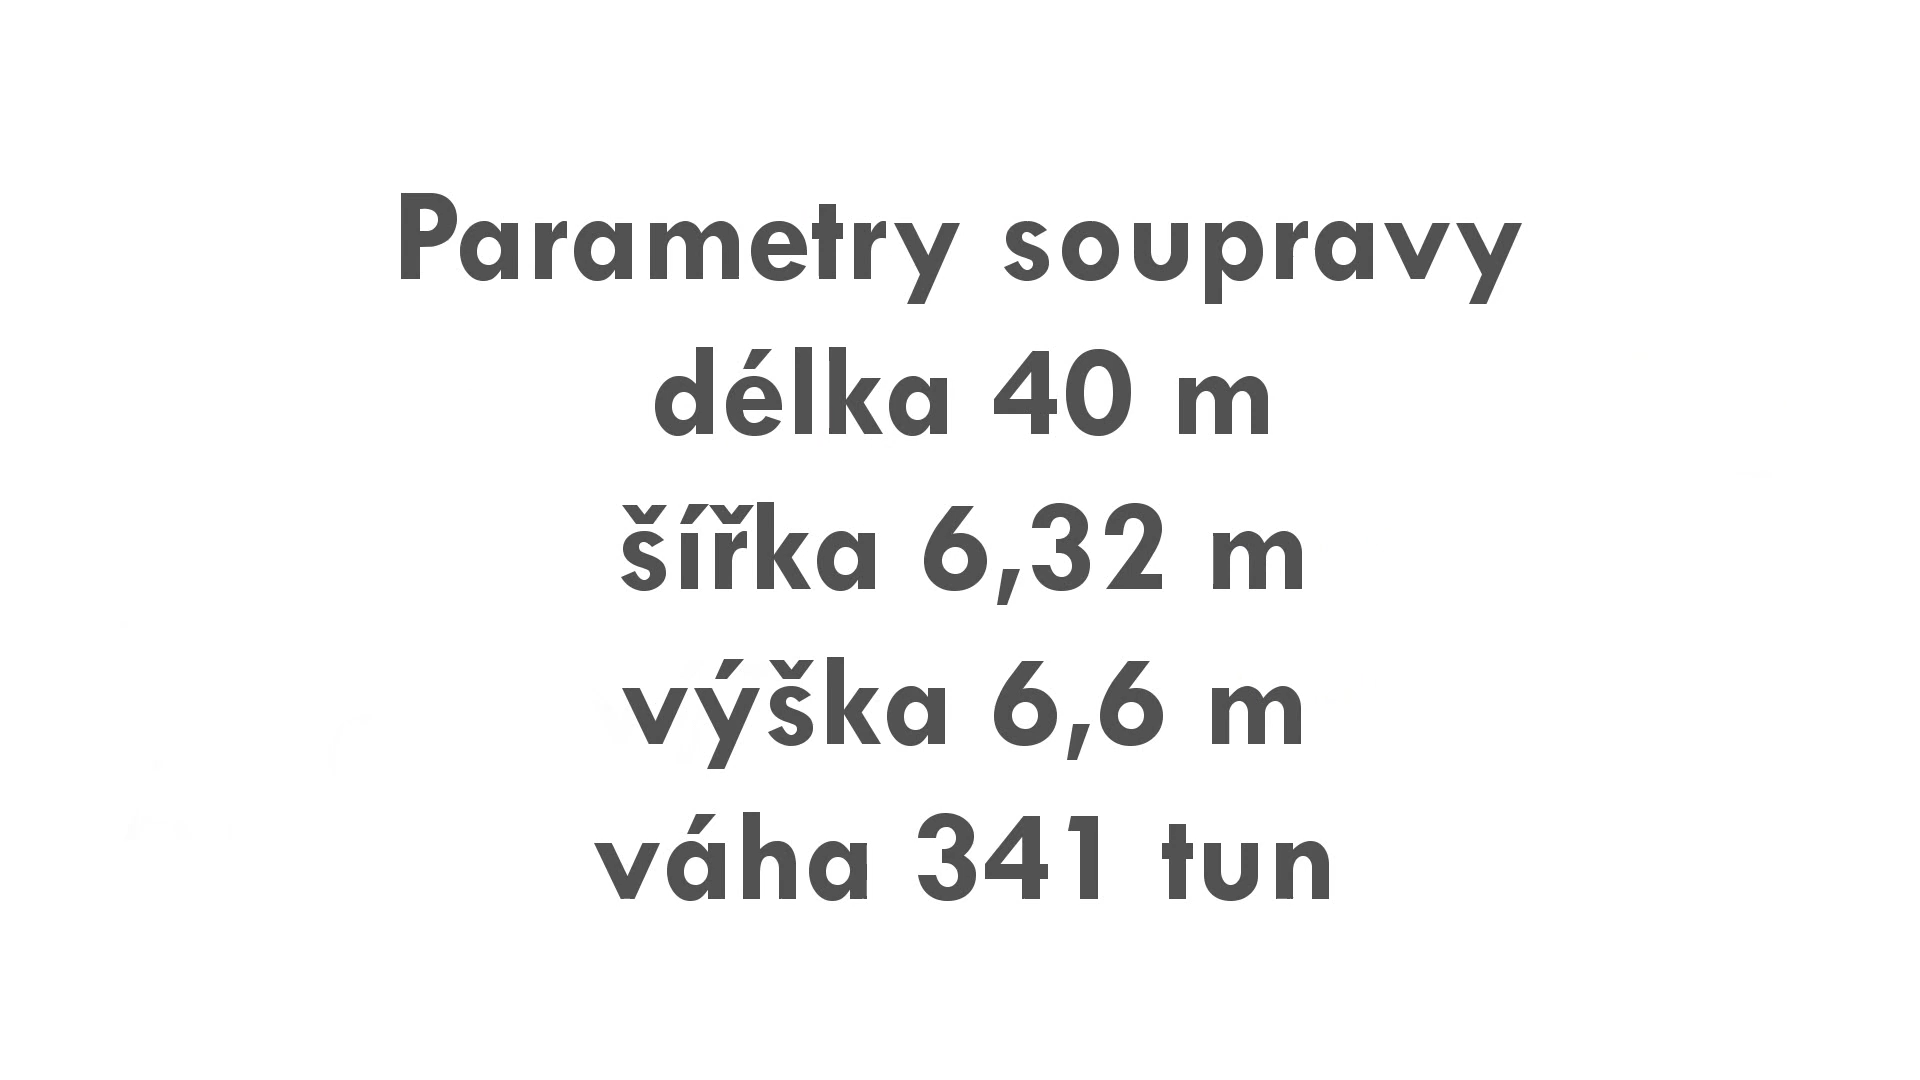 Parametry soupravy
délka 40 m
šířka 6,32 m
výška 6,6 m
váha 341 tun